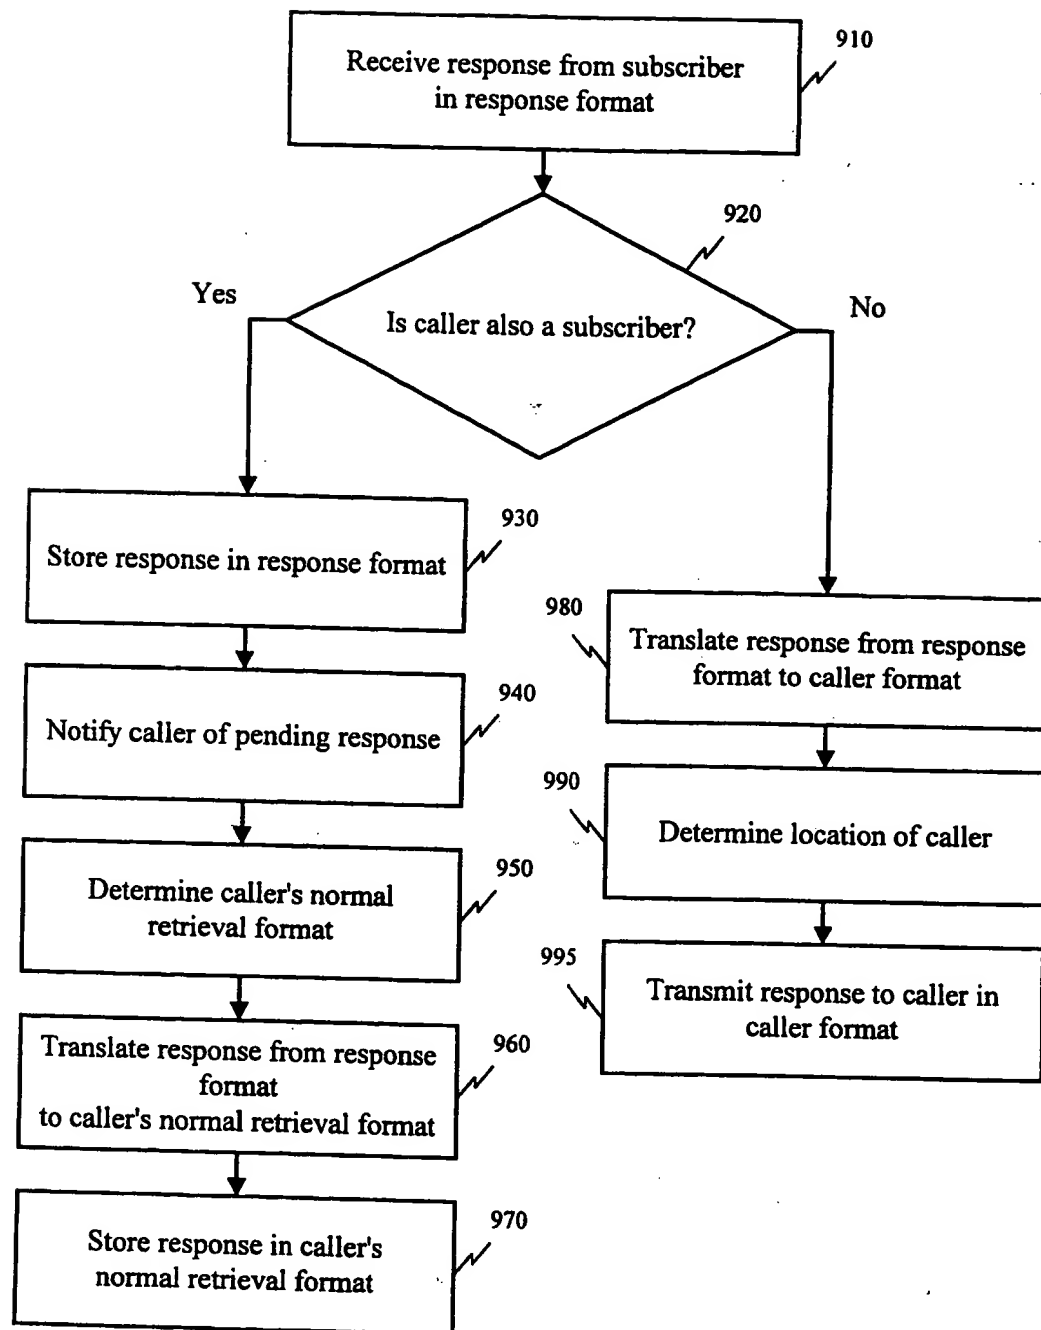 Receive response from subscriber
in response format
910
920
Yes
Is caller also a subscriber?
No
Store response in response format
930
Notify caller of pending response
940
Determine caller's normal
retrieval format
950
Translate response from response
format
to caller's normal retrieval format
960
Store response in caller's
normal retrieval format
970
980
Translate response from response
format to caller format
990
Determine location of caller
995
Transmit response to caller in
caller format